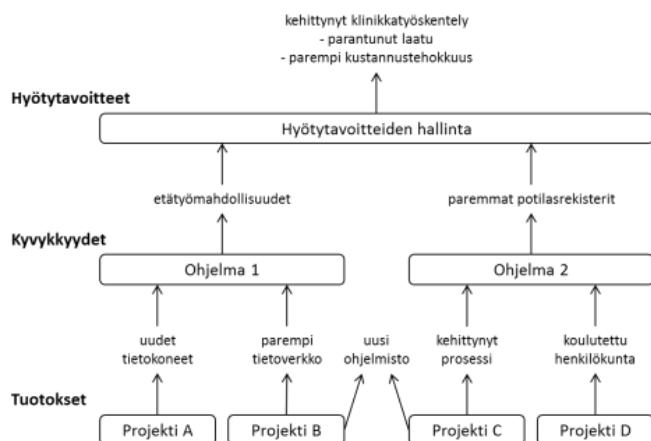 kehittynyt klinikkatyöskentely
- parantunut laatu
- parempi kustannustehokkuus
Hyötytavoitteet
Hyötytavoitteiden hallinta
etätyömahdollisuudet
paremmat potilasrekisterit
Kyvykkyydet
Ohjelma 1
Ohjelma 2
uudet
tietokoneet
parempi
tietoverkko
uusi
ohjelmisto
kehittynyt
prosessi
koulutettu
henkilökunta
Tuotokset
Projekti A
Projekti B
Projekti C
Projekti D